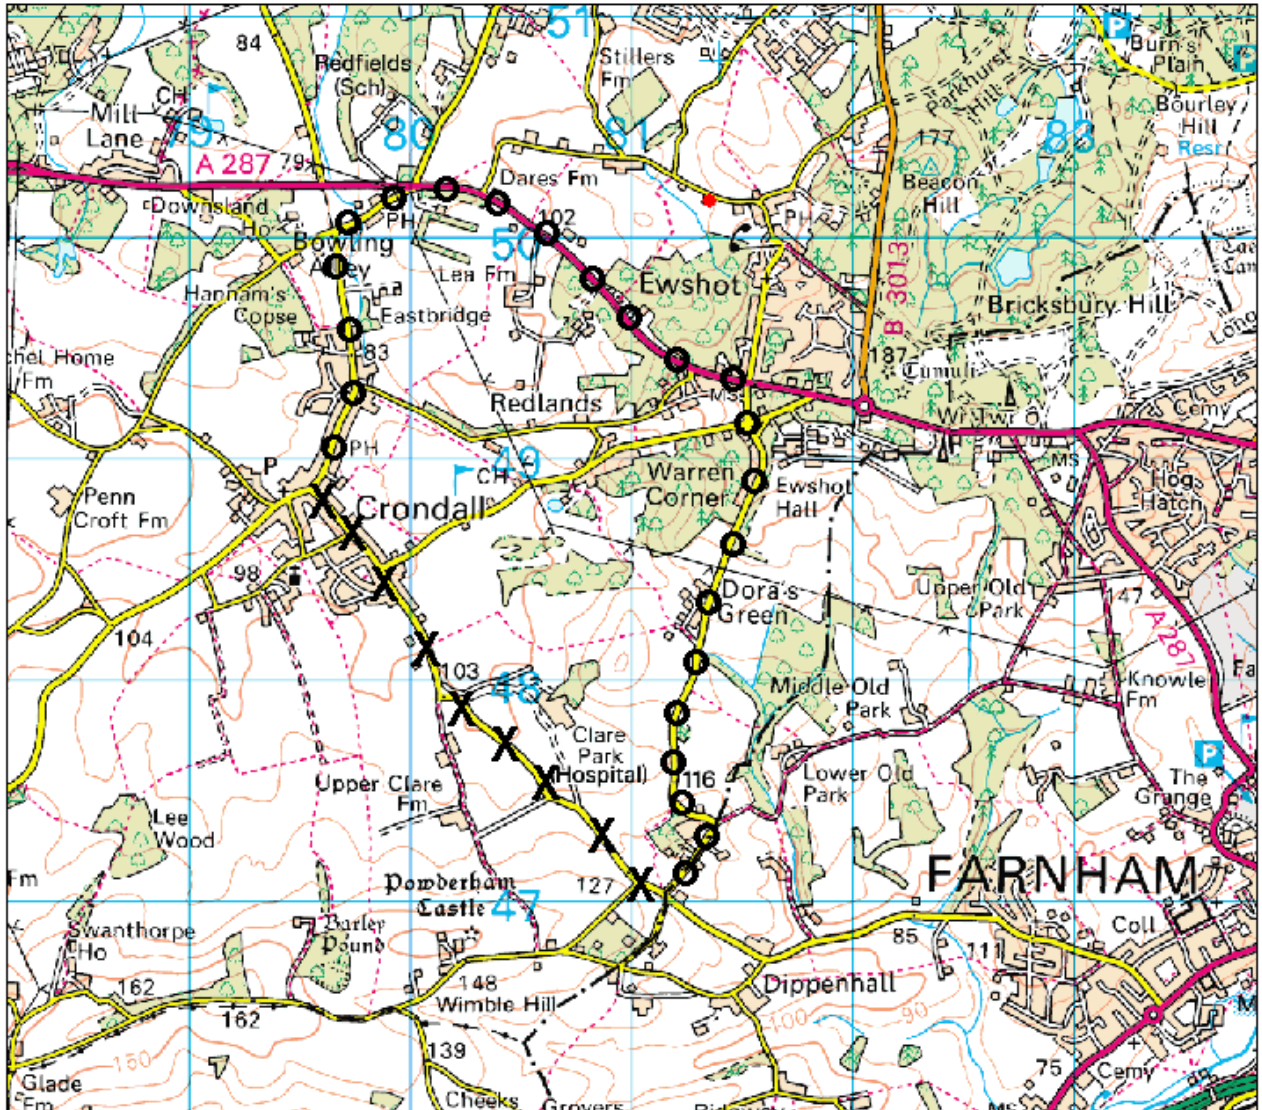 51
84
Redfields
(Sch)
Stillers
Fm
P
Burn's
Plain
P
Parkhurst
Hill
CH
Mill
Lane
79
80
81
83
177
Bourley
Hill
Resr
A 287
79
Dares Fm
Beacon
Hill
Downsland
Ho
PH
102
PH
Bowling
Alley
50
Lea Fm
Ewshot
B 3013
Bricksbury Hill
Hannam's
Copse
Eastbridge
83
187
Tumuli
Home
Fm
Redlands
MS
Wr Twr
Cemy
PH
49
CH
Warren
Corner
MS
P
Hogs
Hatch
Penn
Croft Fm
Crondall
Ewshot
Hall
98
Dora's
Green
Upper Old
Park
147
A 287
104
103
48
Middle Old
Park
Knowle
Fm
Fa
Clare
Park
(Hospital)
P
Upper Clare
Fm
116
Lower Old
Park
The
Grange
Lee
Wood
FARNHAM
Fm
Powderham
Castle
127
47
Swanthorpe
Ho
Barley
Pound
85
111
Coll
162
148
Wimble Hill
Dippenhall
162
100
90
M
150
139
75
Cemy
Glade
Fm
Cheeks
Grovers
Ridgway
MS